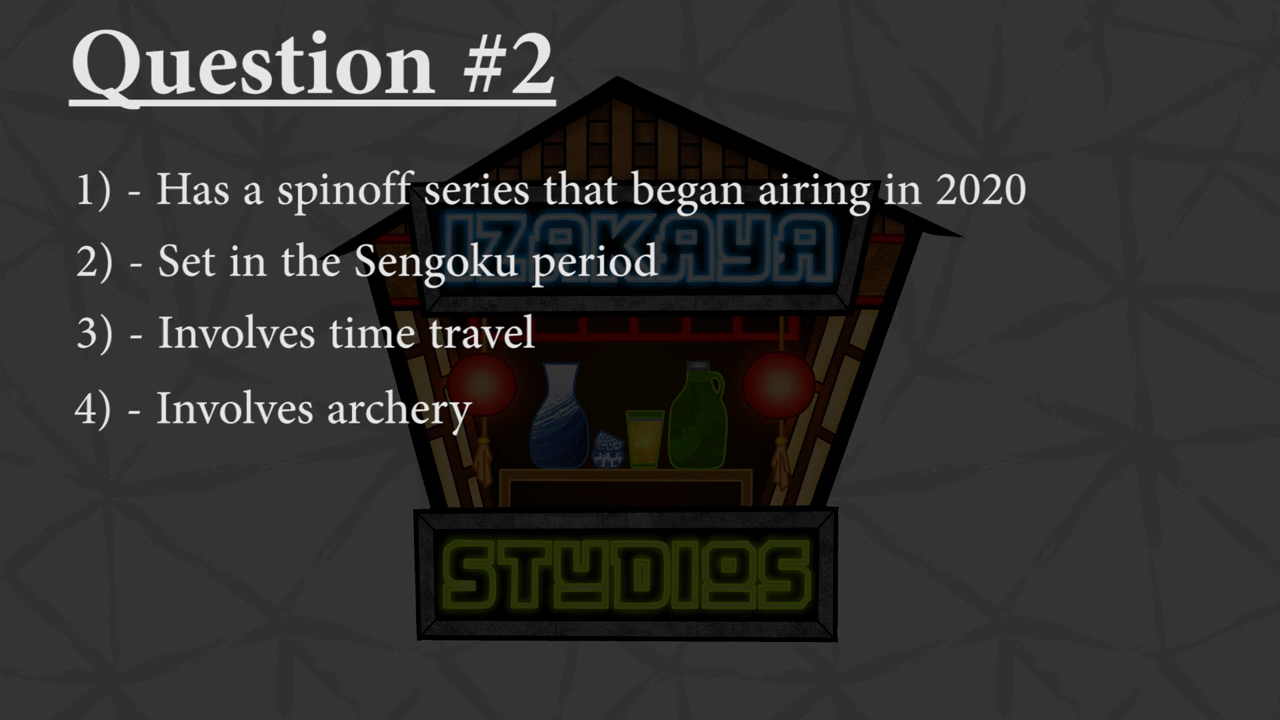 Question #2
1) - Has a spinoff series that began airing in 2020
IZAKAYA
2) - Set in the Sengoku period
3) - Involves time travel
4) - Involves archery
STUDIOS